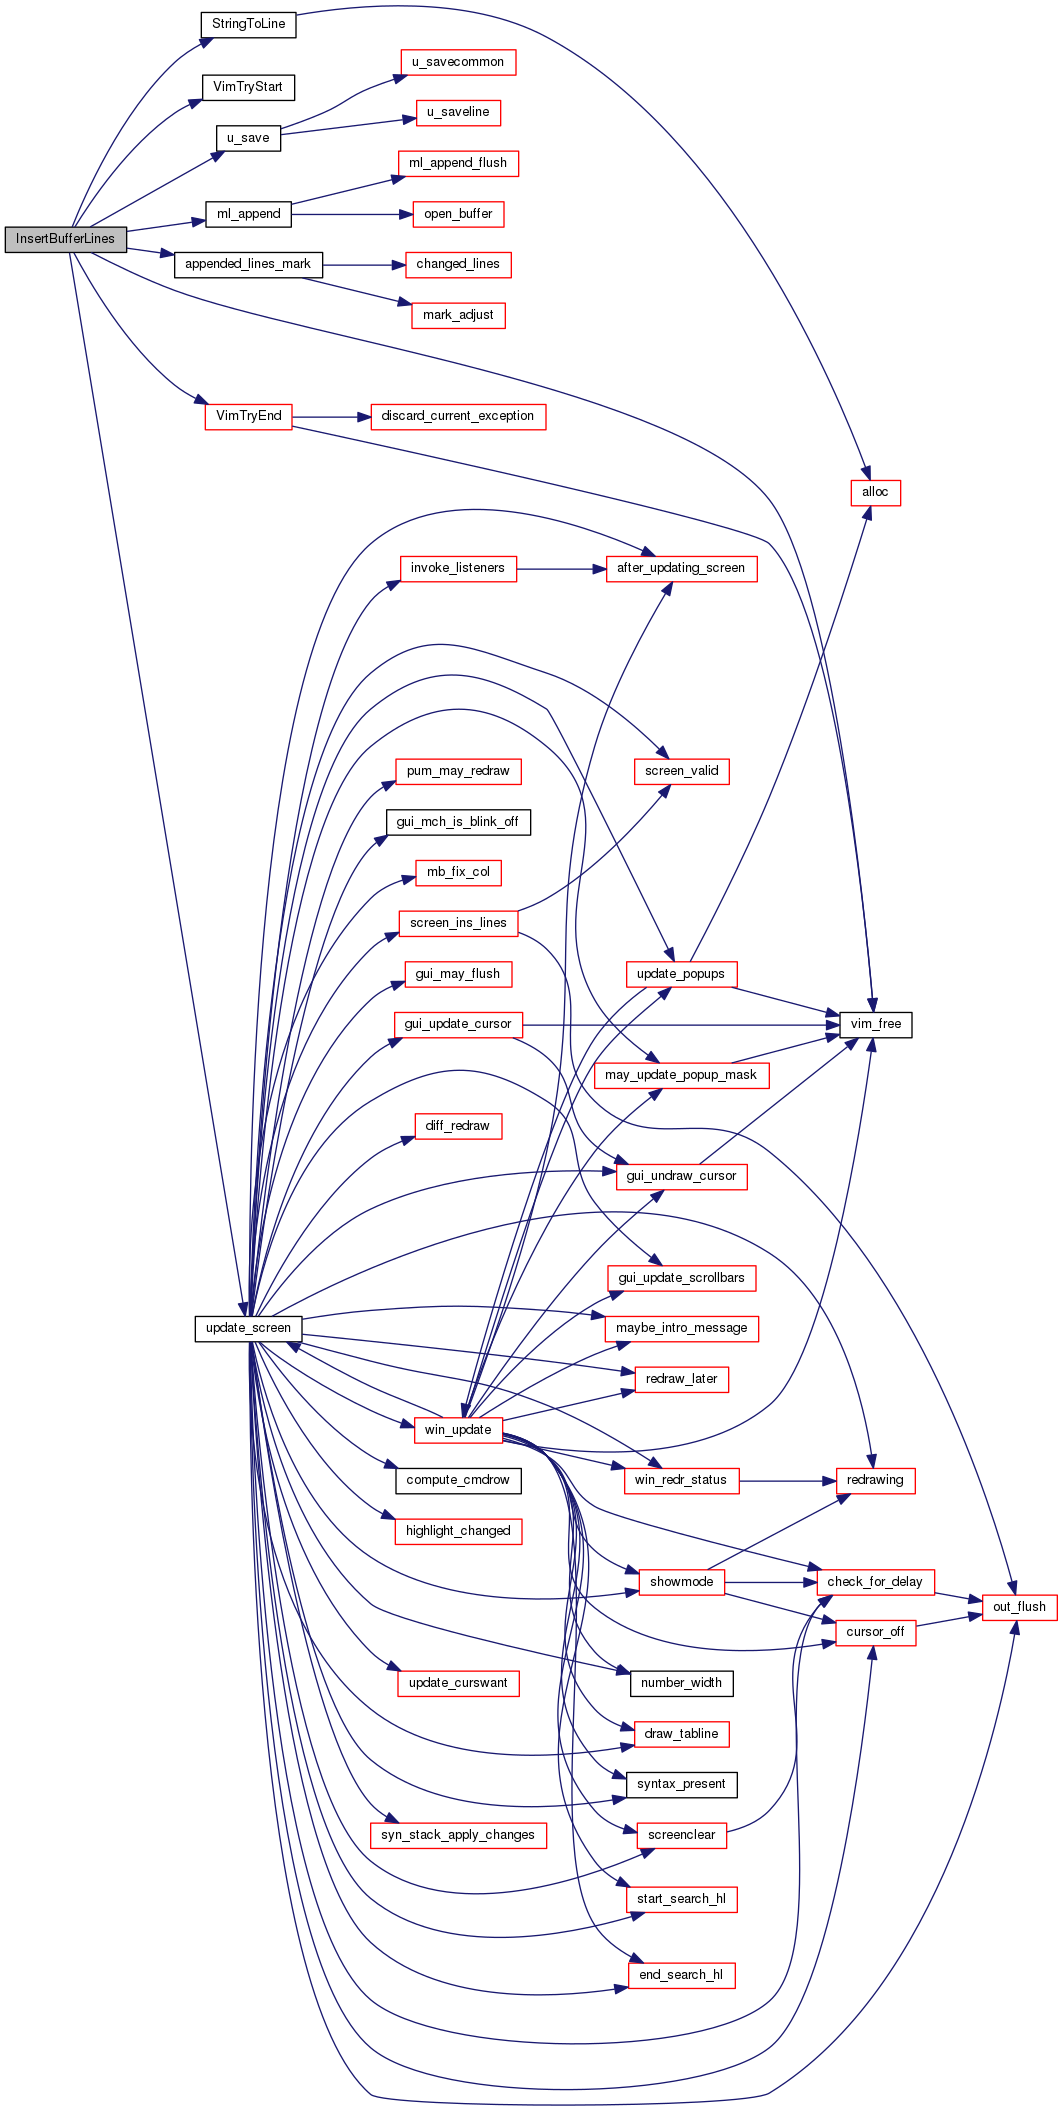 StringToLine
u_savecommon
VimTryStart
u_saveline
u_save
ml_append_flush
ml_append
open_buffer
InsertBufferLines
appended_lines_mark
changed_lines
mark_adjust
VimTryEnd
discard_current_exception
alloc
invoke_listeners
after_updating_screen
pum_may_redraw
screen_valid
gui_mch_is_blink_off
mb_fix_col
screen_ins_lines
gui_may_flush
update_popups
gui_update_cursor
vim_free
may_update_popup_mask
diff_redraw
gui_undraw_cursor
gui_update_scrollbars
update_screen
maybe_intro_message
redraw_later
win_update
compute_cmdrow
win_redr_status
redrawing
highlight_changed
showmode
check_for_delay
out_flush
cursor_off
update_curswant
number_width
draw_tabline
syntax_present
syn_stack_apply_changes
screenclear
start_search_hl
end_search_hl